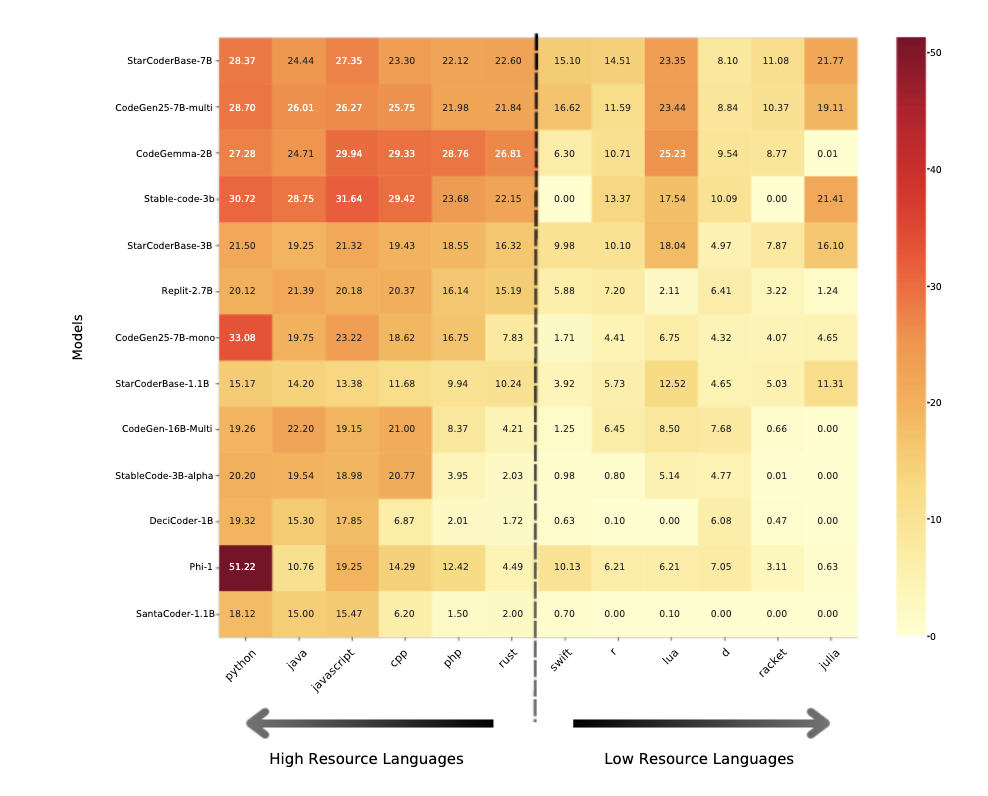 StarCoderBase-7B 28.37 24.44 27.35 23.30 22.12 22.60 15.10 14.51 23.35 8.10 11.08 21.77
CodeGen25-7B-multi 28.70 26.01 26.27 25.75 21.98 21.84 16.62 11.59 23.44 8.84 10.37 19.11
CodeGemma-2B 27.28 24.71 29.94 29.33 28.76 26.81 6.30 10.71 25.23 9.54 8.77 0.01
Stable-code-3b 30.72 28.75 31.64 29.42 23.68 22.15 0.00 13.37 17.54 10.09 0.00 21.41
StarCoderBase-3B 21.50 19.25 21.32 19.43 18.55 16.32 9.98 10.10 18.04 4.97 7.87 16.10
Replit-2.7B 20.12 21.39 20.18 20.37 16.14 15.19 5.88 7.20 2.11 6.41 3.22 1.24
CodeGen25-7B-mono 33.08 19.75 23.22 18.62 16.75 7.83 1.71 4.41 6.75 4.32 4.07 4.65
StarCoderBase-1.1B 15.17 14.20 13.38 11.68 9.94 10.24 3.92 5.73 12.52 4.65 5.03 11.31
CodeGen-16B-Multi 19.26 22.20 19.15 21.00 8.37 4.21 1.25 6.45 8.50 7.68 0.66 0.00
StableCode-3B-alpha 20.20 19.54 18.98 20.77 3.95 2.03 0.98 0.80 5.14 4.77 0.01 0.00
DeciCoder-1B 19.32 15.30 17.85 6.87 2.01 1.72 0.63 0.10 0.00 6.08 0.47 0.00
Phi-1 51.22 10.76 19.25 14.29 12.42 4.49 10.13 6.21 6.21 7.05 3.11 0.63
SantaCoder-1.1B 18.12 15.00 15.47 6.20 1.50 2.00 0.70 0.00 0.10 0.00 0.00 0.00
Models
python java javascript cpp php rust swift r lua d racket julia
High Resource Languages
Low Resource Languages
50
40
30
20
10
0